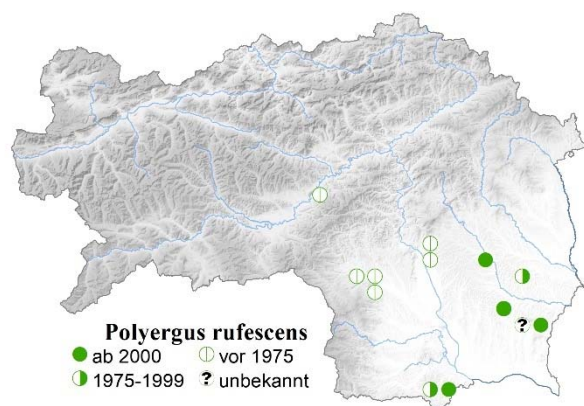 Polyergus rufescens
ab 2000 vor 1975
1975-1999 ? unbekannt
?